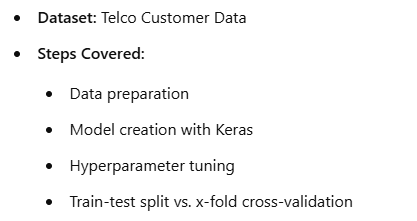 • Dataset: Telco Customer Data
• Steps Covered:
• Data preparation
• Model creation with Keras
• Hyperparameter tuning
• Train-test split vs. x-fold cross-validation